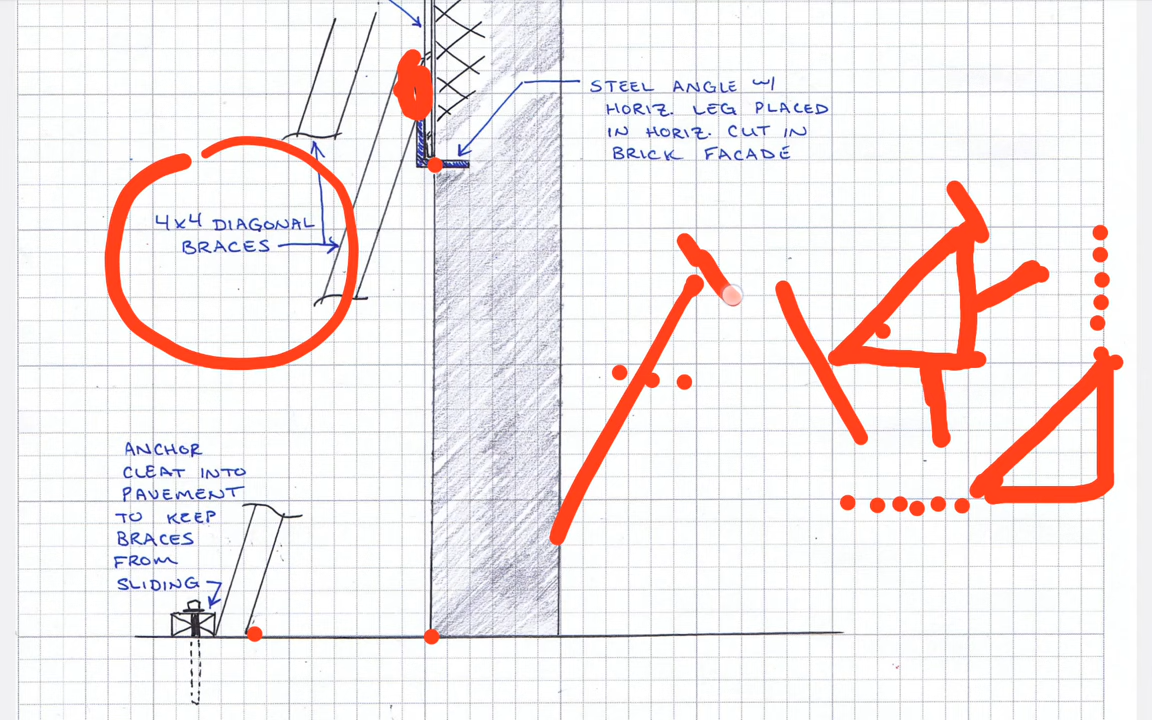 STEEL ANGLE W/
HORIZ. LEG PLACED
IN HORIZ. CUT IN
BRICK FACADE
4x4 DIAGONAL
BRACES
ANCHOR
CLEAT INTO
PAVEMENT
TO KEEP
BRACES
FROM
SLIDING